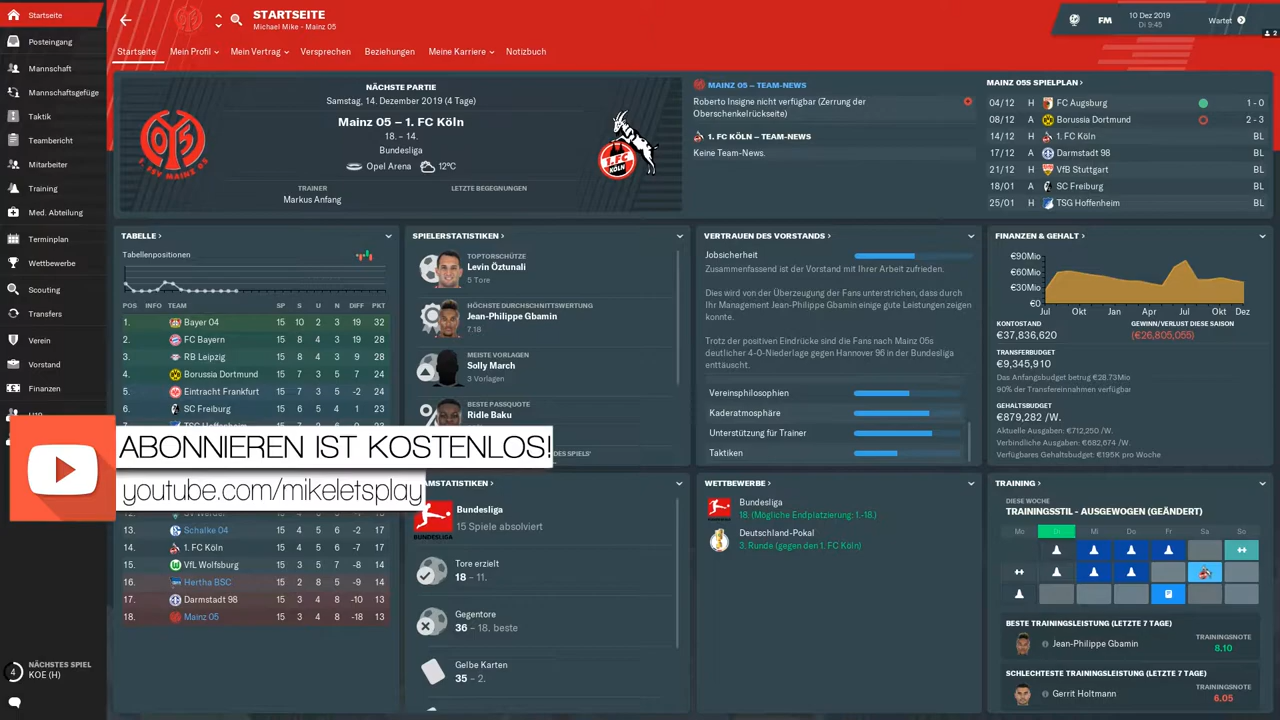 Startseite
Posteingang
Mannschaft
Mannschaftsgefüge
Taktik
Teambericht
Mitarbeiter
Training
Med. Abteilung
Terminplan
Wettbewerbe
Scouting
Transfers
Verein
Vorstand
Finanzen
NÄCHSTES SPIEL
4 KOE (H)
STARTSEITE
Michael Mike - Mainz 05
FM
10 Dez 2019
Di 9:45
Wartet
2
Startseite Mein Profil Mein Vertrag Versprechen Beziehungen Meine Karriere Notizbuch
NÄCHSTE PARTIE
Samstag, 14. Dezember 2019 (4 Tage)
Mainz 05 – 1. FC Köln
18. – 14.
Bundesliga
Opel Arena 12ºC
TRAINER
Markus Anfang
LETZTE BEGEGNUNGEN
MAINZ 05 – TEAM-NEWS
Roberto Insigne nicht verfügbar (Zerrung der
Oberschenkelrückseite)
1. FC KÖLN – TEAM-NEWS
Keine Team-News.
MAINZ 05S SPIELPLAN >
04/12 H FC Augsburg 1 - 0
08/12 A Borussia Dortmund 2 - 3
14/12 H 1. FC Köln BL
17/12 A Darmstadt 98 BL
21/12 H VfB Stuttgart BL
18/01 A SC Freiburg BL
25/01 H TSG Hoffenheim BL
TABELLE >
Tabellenpositionen
POS INFO TEAM SP S U N DIFF PKT
1. Bayer 04 15 10 2 3 19 32
2. FC Bayern 15 8 4 3 19 28
3. RB Leipzig 15 8 4 3 9 28
4. Borussia Dortmund 15 7 3 5 7 24
5. Eintracht Frankfurt 15 7 3 5 -2 24
6. SC Freiburg 15 6 5 4 1 23
13. Schalke 04 15 4 5 6 -2 17
14. 1. FC Köln 15 4 5 6 -7 17
15. VfL Wolfsburg 15 3 5 7 -8 14
16. Hertha BSC 15 2 8 5 -9 14
17. Darmstadt 98 15 3 4 8 -10 13
18. Mainz 05 15 3 4 8 -18 13
SPIELERSTATISTIKEN >
TOPTORSCHÜTZE
Levin Öztunali
5 Tore
HÖCHSTE DURCHSCHNITTSWERTUNG
Jean-Philippe Gbamin
7.18
MEISTE VORLAGEN
Solly March
3 Vorlagen
BESTE PASSQUOTE
Ridle Baku
DES SPIELS'
ABONNIEREN IST KOSTENLOS!
youtube.com/mikeletsplay
AMSTATISTIKEN >
Bundesliga
15 Spiele absolviert
BUNDESLIGA
Tore erzielt
18 – 11.
Gegentore
36 – 18. beste
Gelbe Karten
35 – 2.
VERTRAUEN DES VORSTANDS >
Jobsicherheit
Zusammenfassend ist der Vorstand mit Ihrer Arbeit zufrieden.
Dies wird von der Überzeugung der Fans unterstrichen, dass durch
Ihr Management Jean-Philippe Gbamin einige gute Leistungen zeigen
konnte.
Trotz der positiven Eindrücke sind die Fans nach Mainz 05s
deutlicher 4-0-Niederlage gegen Hannover 96 in der Bundesliga
enttäuscht.
Vereinsphilosophien
Kaderatmosphäre
Unterstützung für Trainer
Taktiken
WETTBEWERBE >
Bundesliga
18. (Mögliche Endplatzierung: 1.-18.)
Deutschland-Pokal
3. Runde (gegen den 1. FC Köln)
FINANZEN & GEHALT >
€90Mio
€60Mio
€30Mio
€0
Jul Okt Jan Apr Jul Okt Dez
KONTOSTAND
€37,836,620
GEWINN/VERLUST DIESE SAISON
(€26,805,055)
TRANSFERBUDGET
€9,345,910
Das Anfangsbudget betrug €28.73Mio
90% der Transfereinnahmen verfügbar
GEHALTSBUDGET
€879,282 /W.
Aktuelle Ausgaben: €712,250 /W.
Verbindliche Ausgaben: €682,674 /W.
Verfügbares Gehaltsbudget: €195K pro Woche
TRAINING >
DIESE WOCHE
TRAININGSSTIL - AUSGEWOGEN (GEÄNDERT)
Mo Di Mi Do Fr Sa So
BESTE TRAININGSLEISTUNG (LETZTE 7 TAGE)
Jean-Philippe Gbamin
TRAININGSNOTE
8.10
SCHLECHTESTE TRAININGSLEISTUNG (LETZTE 7 TAGE)
Gerrit Holtmann
TRAININGSNOTE
6.05